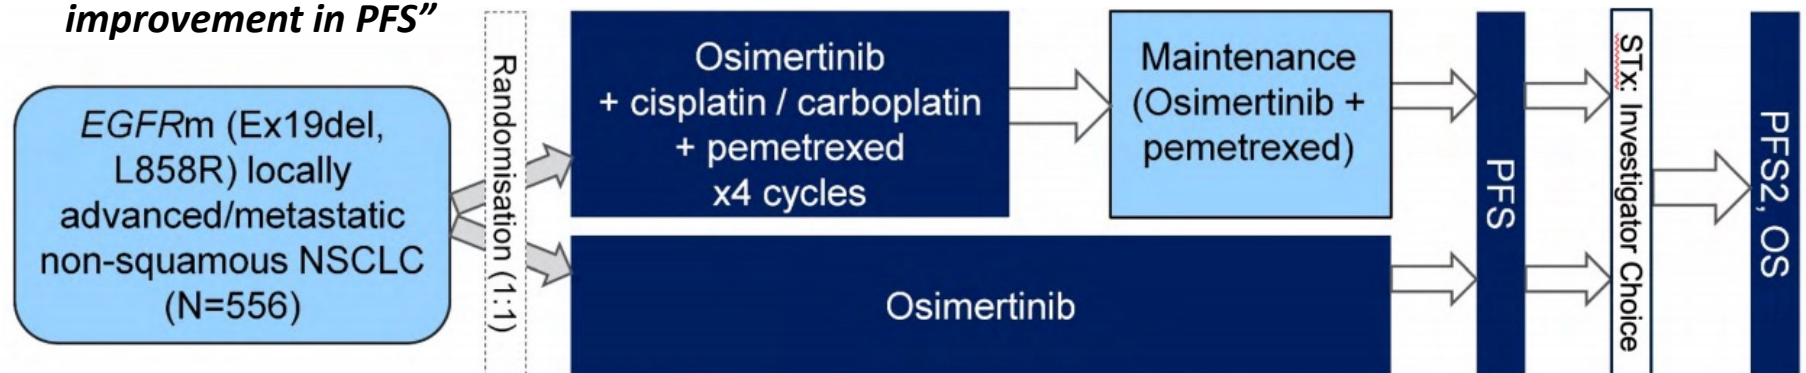 improvement in PFS”
EGFRm (Ex19del,
L858R) locally
advanced/metastatic
non-squamous NSCLC
(N=556)
Randomisation (1:1)
Osimertinib
+ cisplatin / carboplatin
+ pemetrexed
x4 cycles
Maintenance
(Osimertinib +
pemetrexed)
Osimertinib
PFS
STx: Investigator Choice
PFS2, OS